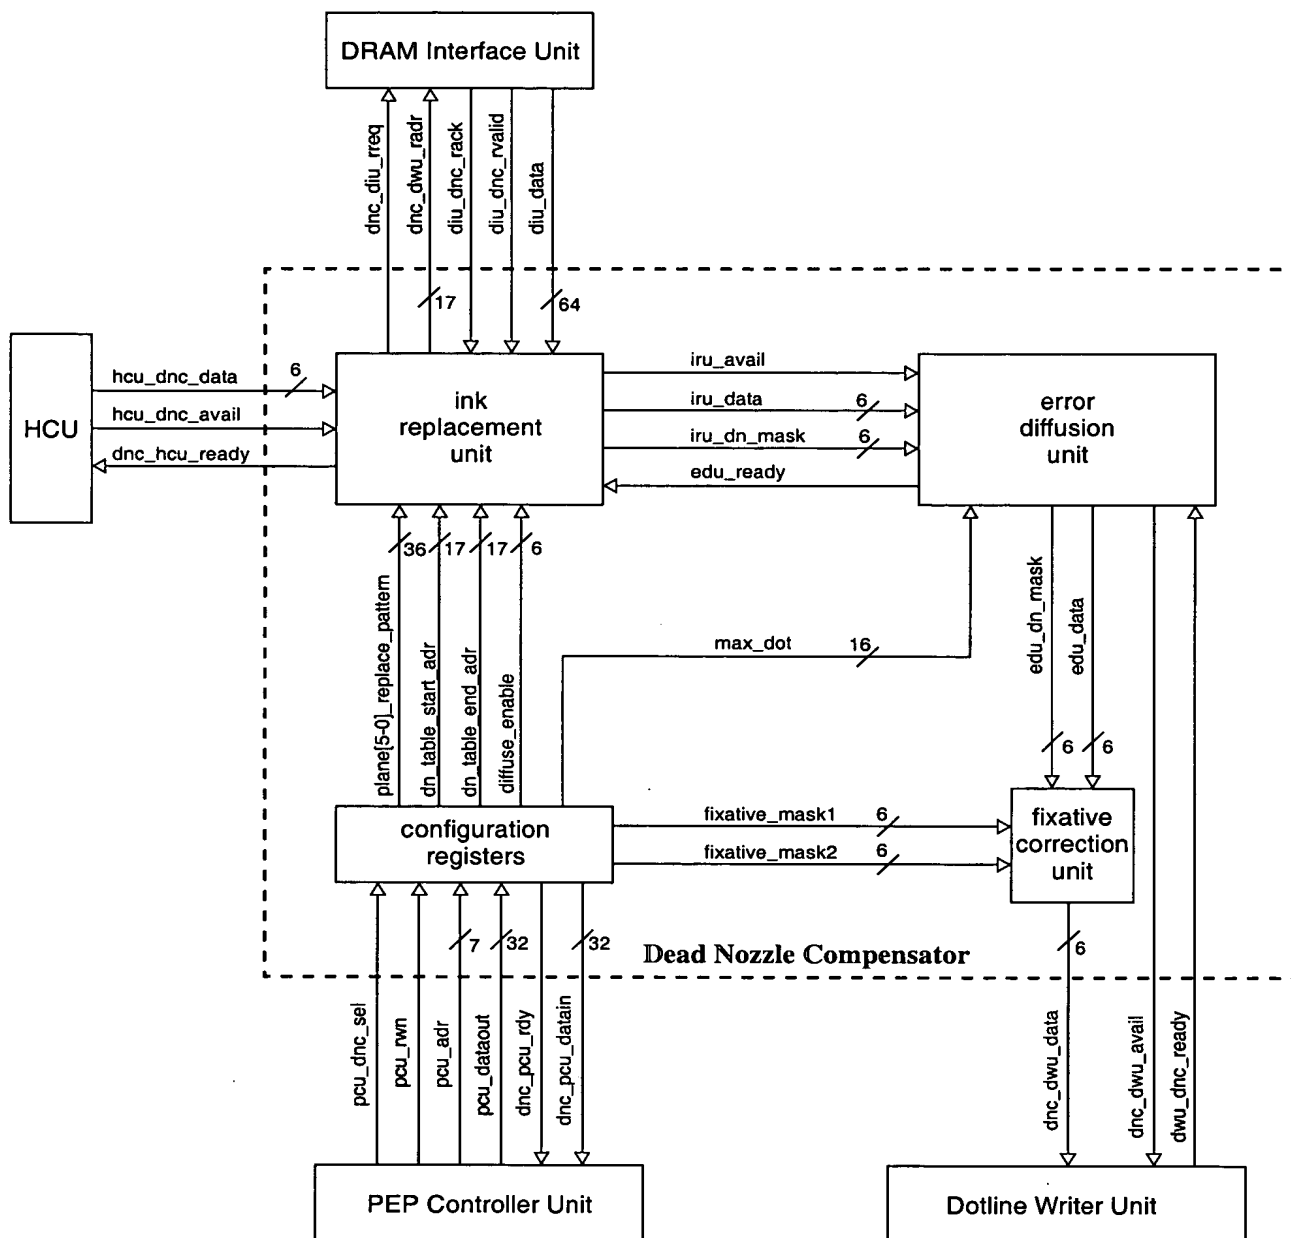 DRAM Interface Unit
dnc_diu_rreq
dnc_dwu_radr
diu_dnc_rack
diu_dnc_rvalid
diu_data
17
64
HCU
hcu_dnc_data
6
hcu_dnc_avail
dnc_hcu_ready
ink
replacement
unit
iru_avail
iru_data
6
iru_dn_mask
6
edu_ready
error
diffusion
unit
36
17
17
6
plane[5-0]_replace_pattern
dn_table_start_adr
dn_table_end_adr
diffuse_enable
max_dot
16
edu_dn_mask
edu_data
6
6
configuration
registers
fixative_mask1
6
fixative_mask2
6
fixative
correction
unit
7
32
32
6
Dead Nozzle Compensator
pcu_dnc_sel
pcu_rwn
pcu_adr
pcu_dataout
dnc_pcu_rdy
dnc_pcu_datain
dnc_dwu_data
dnc_dwu_avail
dwu_dnc_ready
PEP Controller Unit
Dotline Writer Unit